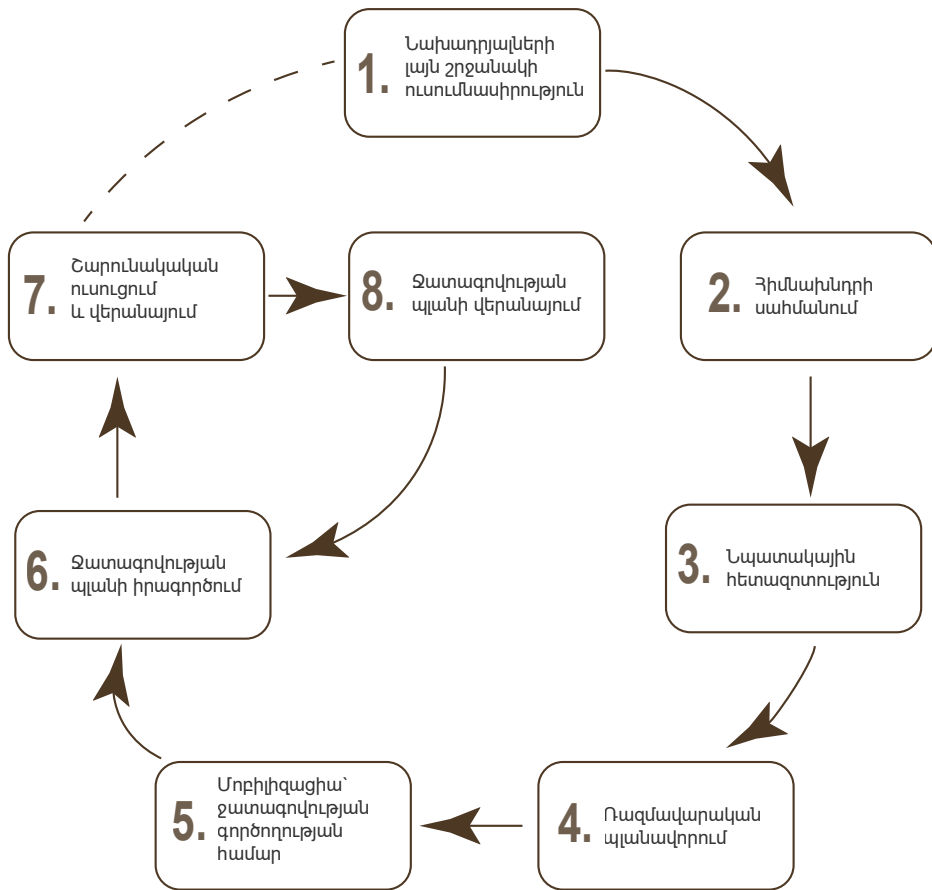 1.
Նախադրյալների
լայն շրջանակի
ուսումնասիրություն
2.
Հիմնախնդրի
սահմանում
3.
Նպատակային
հետազոտություն
4.
Ռազմավարական
պլանավորում
5.
Մոբիլիզացիա՝
ջատագովության
գործողության
համար
6.
Ջատագովության
պլանի իրագործում
7.
Շարունակական
ուսուցում
և վերանայում
8.
Ջատագովության
պլանի վերանայում